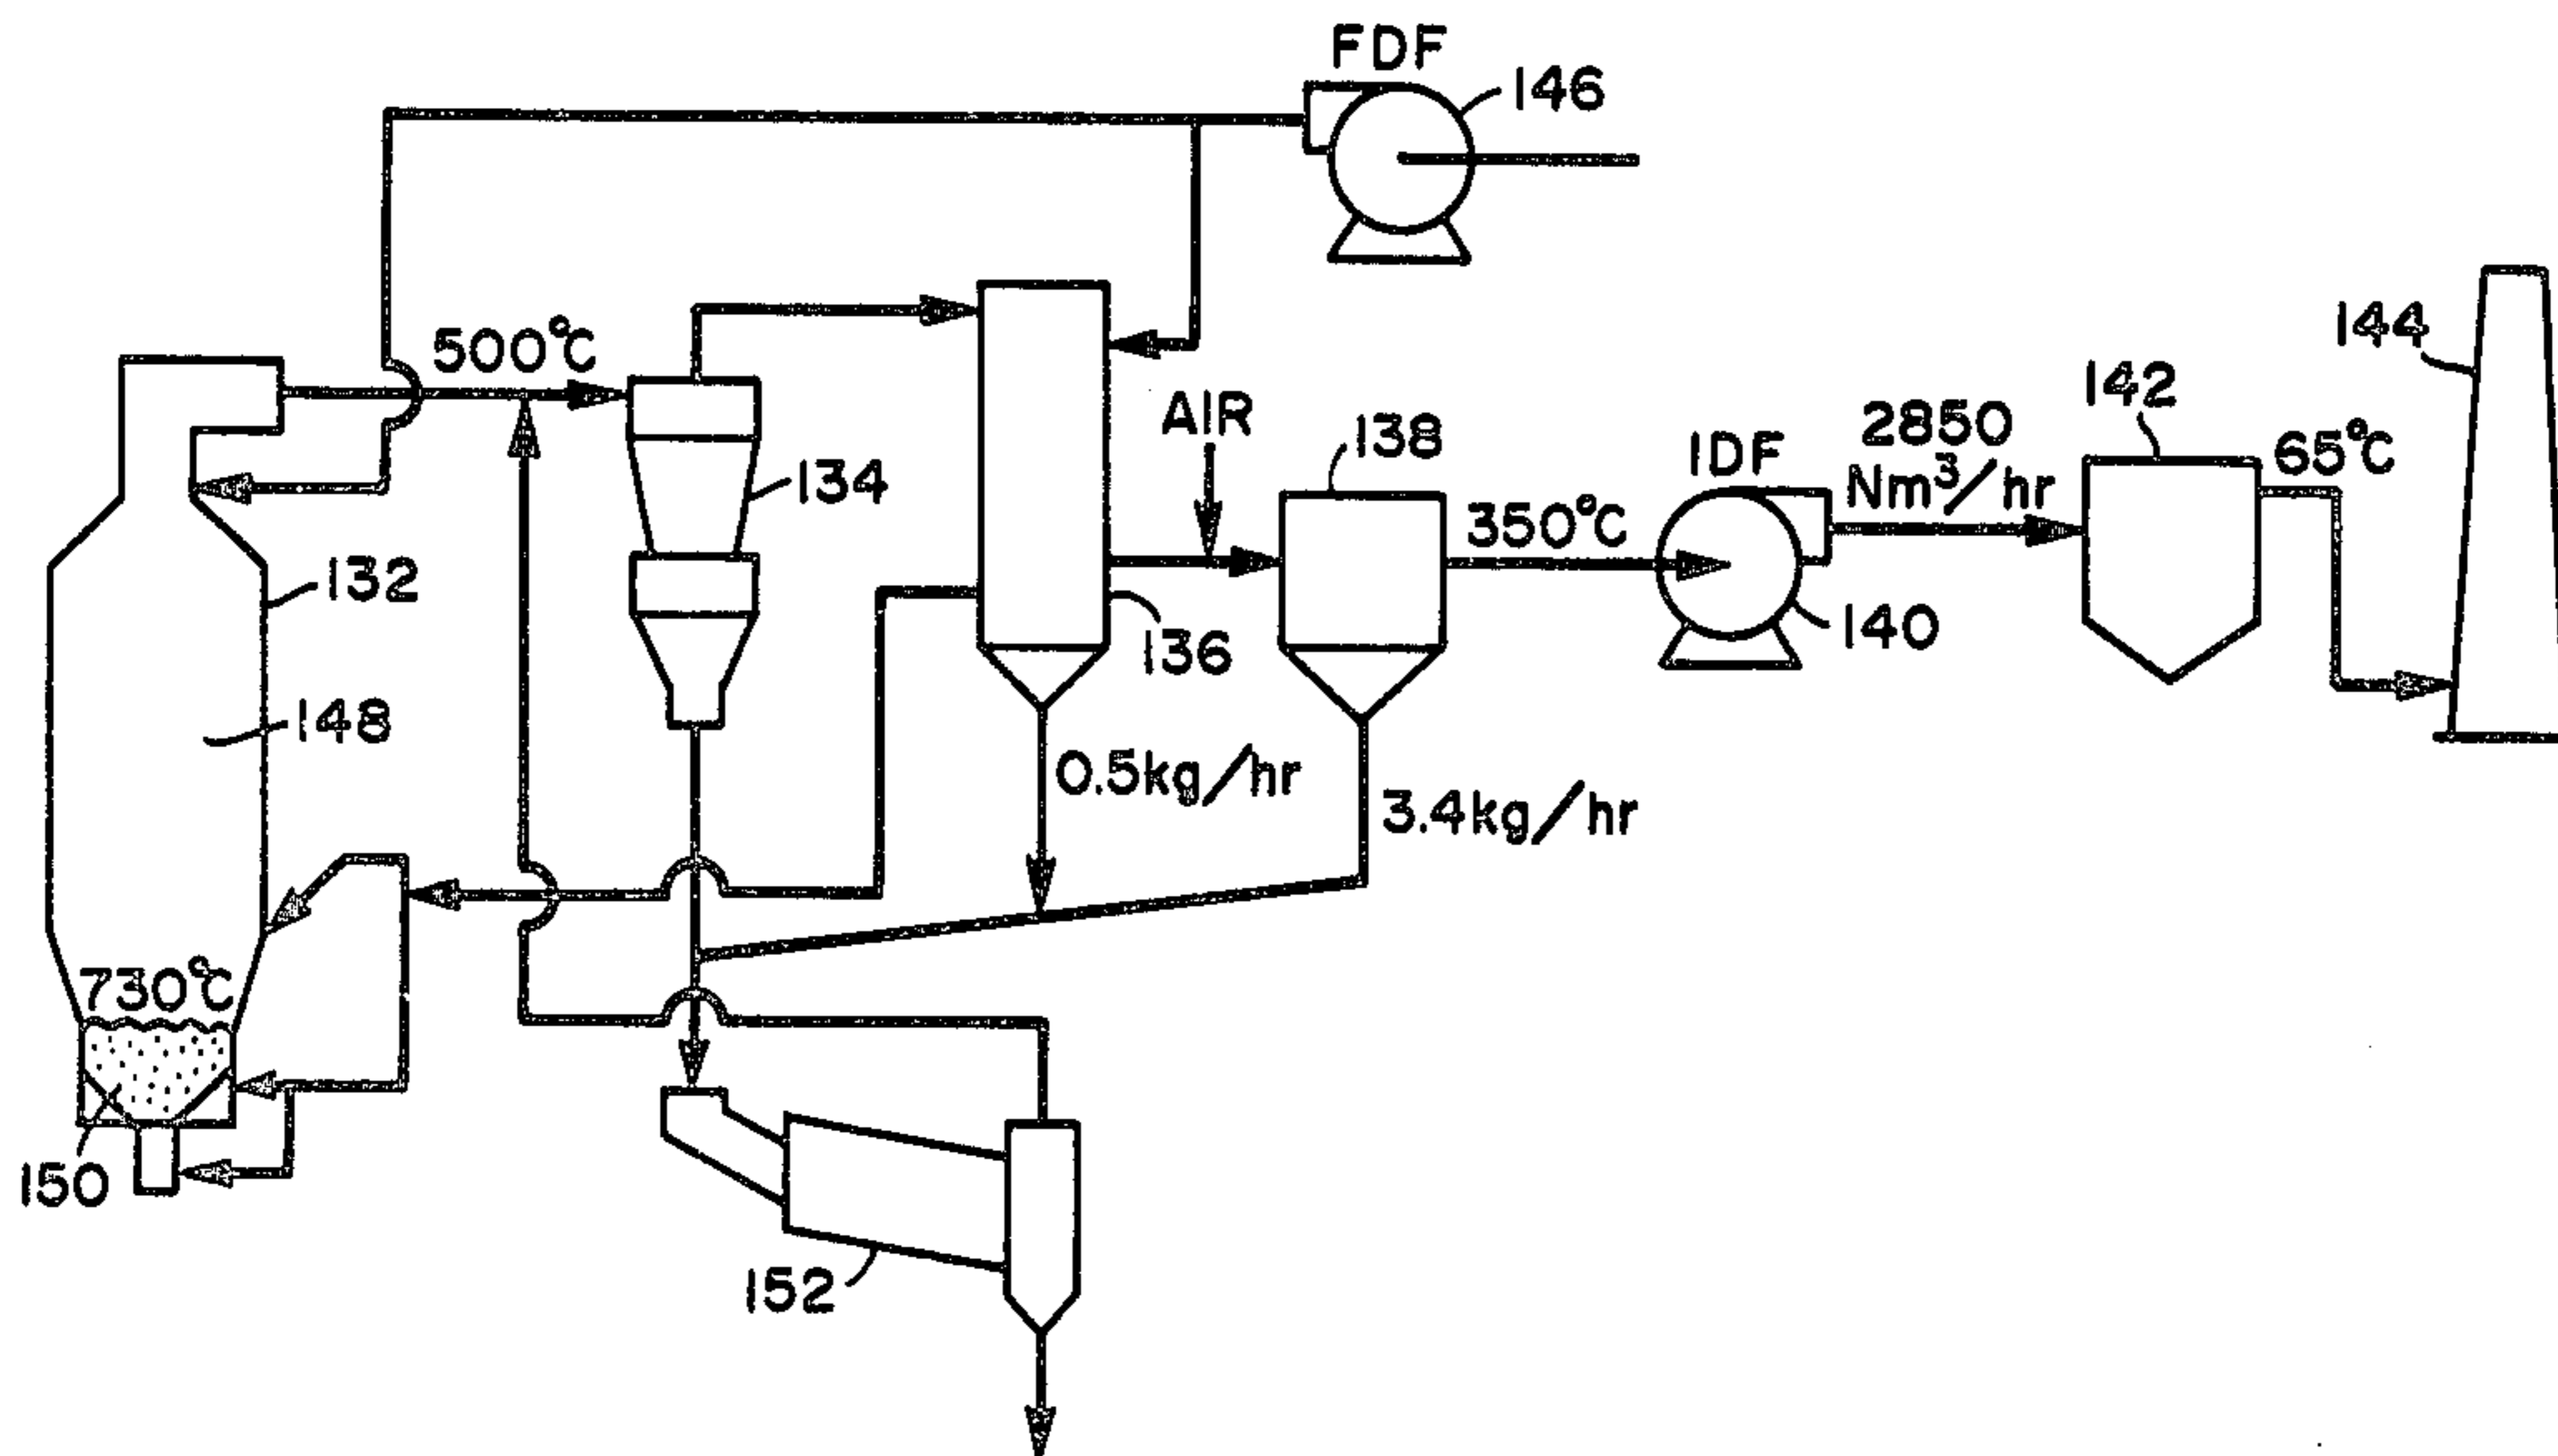 FDF
146
500°C
144
142
AIR
138
IDF
2850
Nm³/hr
65°C
134
350°C
132
136
140
148
0.5kg/hr
3.4kg/hr
730°C
150
152